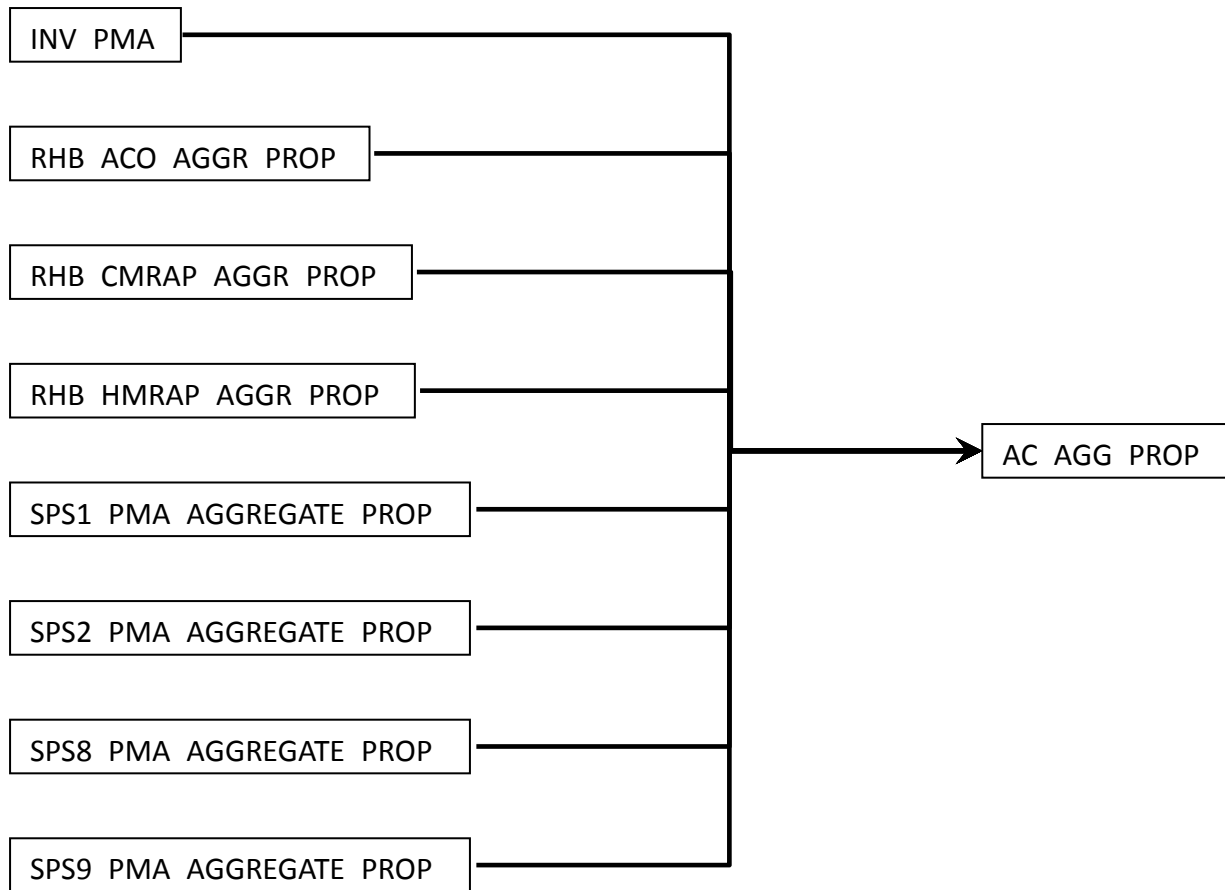 INV PMA
RHB ACO AGGR PROP
RHB CMRAP AGGR PROP
RHB HMRAP AGGR PROP
AC AGG PROP
SPS1 PMA AGGREGATE PROP
SPS2 PMA AGGREGATE PROP
SPS8 PMA AGGREGATE PROP
SPS9 PMA AGGREGATE PROP